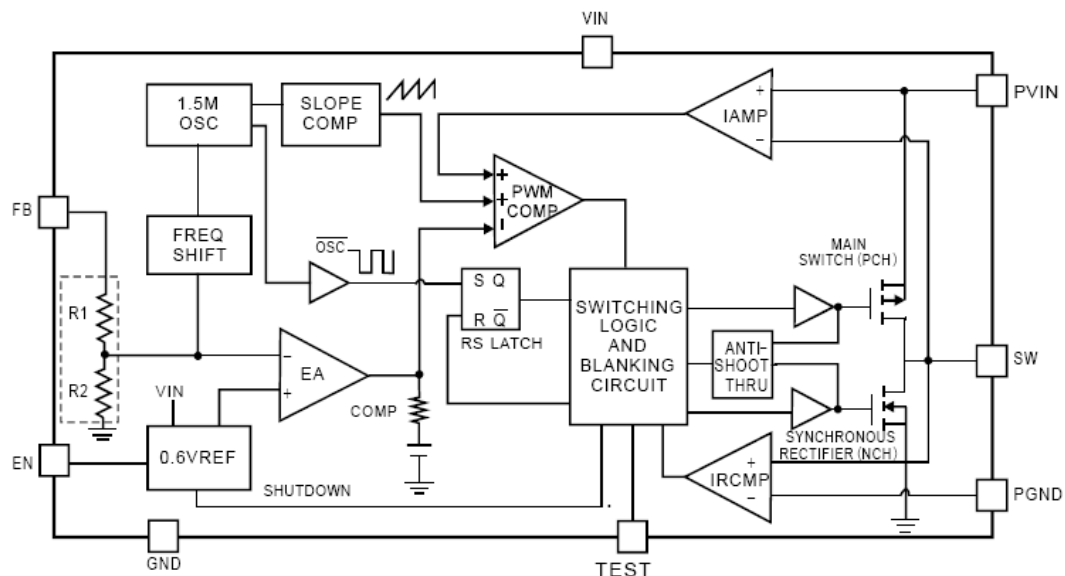 VIN
1.5M
OSC
SLOPE
COMP
+
IAMP
−
PVIN
FB
FREQ
SHIFT
+
+
−
PWM
COMP
OSC
MAIN
SWITCH (PCH)
R1
R2
S Q
R Q
RS LATCH
SWITCHING
LOGIC
AND
BLANKING
CIRCUIT
ANTI-
SHOOT
THRU
SW
−
EA
+
COMP
VIN
EN
0.6VREF
SHUTDOWN
SYNCHRONOUS
RECTIFIER (NCH)
+
IRCMP
−
PGND
GND
TEST